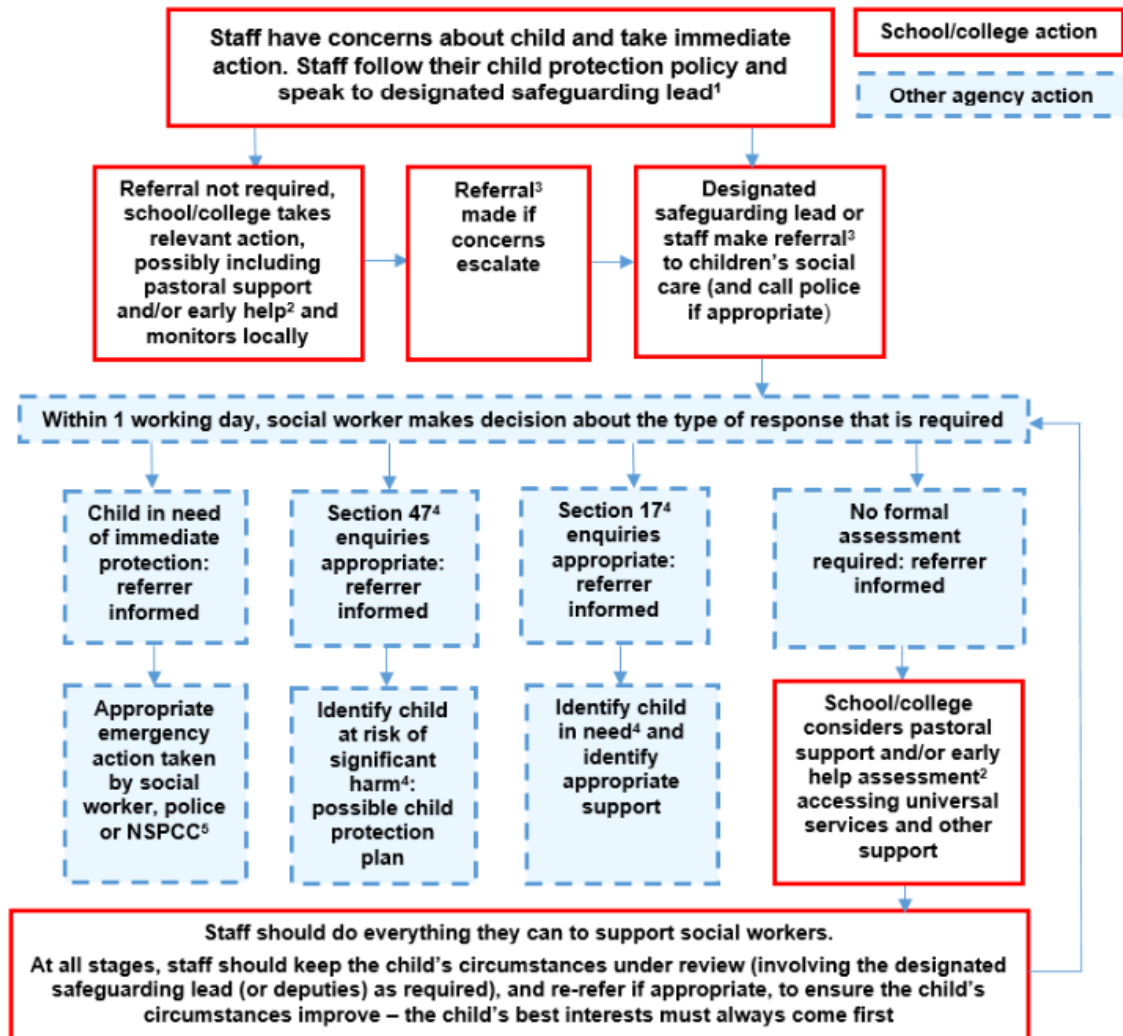 Staff have concerns about child and take immediate
action. Staff follow their child protection policy and
speak to designated safeguarding lead¹
School/college action
Other agency action
Referral not required,
school/college takes
relevant action,
possibly including
pastoral support
and/or early help² and
monitors locally
Referral³
made if
concerns
escalate
Designated
safeguarding lead or
staff make referral³
to children’s social
care (and call police
if appropriate)
Within 1 working day, social worker makes decision about the type of response that is required
Child in need
of immediate
protection:
referrer
informed
Section 47⁴
enquiries
appropriate:
referrer
informed
Section 17⁴
enquiries
appropriate:
referrer
informed
No formal
assessment
required: referrer
informed
Appropriate
emergency
action taken
by social
worker, police
or NSPCC⁵
Identify child
at risk of
significant
harm⁴:
possible child
protection
plan
Identify child
in need⁴ and
identify
appropriate
support
School/college
considers pastoral
support and/or early
help assessment²
accessing universal
services and other
support
Staff should do everything they can to support social workers.
At all stages, staff should keep the child’s circumstances under review (involving the designated
safeguarding lead (or deputies) as required), and re-refer if appropriate, to ensure the child’s
circumstances improve – the child’s best interests must always come first